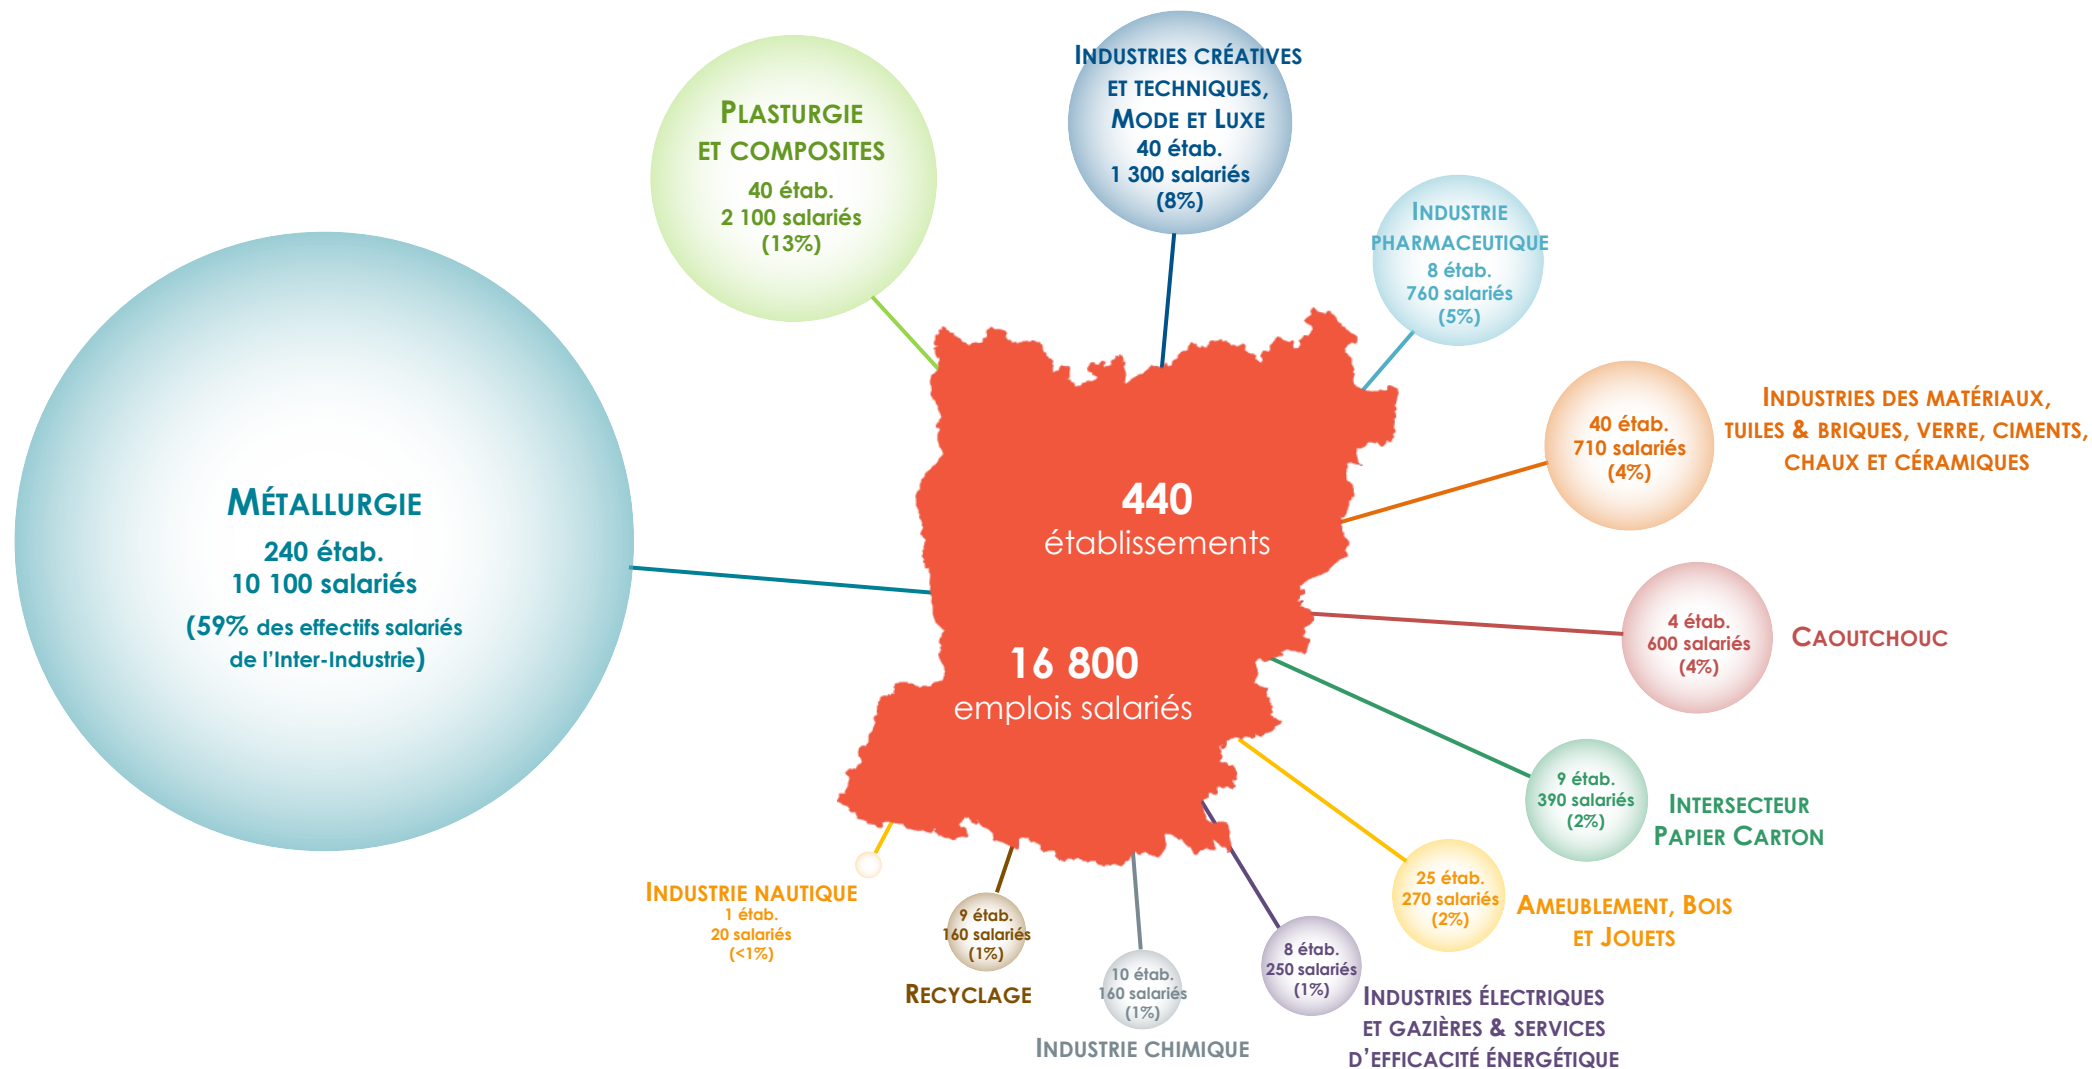 INDUSTRIES CRÉATIVES
ET TECHNIQUES,
MODE ET LUXE
40 étab.
1 300 salariés
(8%)
PLASTURGIE
ET COMPOSITES
40 étab.
2 100 salariés
(13%)
INDUSTRIE
PHARMACEUTIQUE
8 étab.
760 salariés
(5%)
INDUSTRIES DES MATÉRIAUX,
TUILES & BRIQUES, VERRE, CIMENTS,
CHAUX ET CÉRAMIQUES
40 étab.
710 salariés
(4%)
MÉTALLURGIE
240 étab.
10 100 salariés
(59% des effectifs salariés
de l'Inter-Industrie)
440
établissements
16 800
emplois salariés
4 étab.
600 salariés
(4%)
CAOUTCHOUC
9 étab.
390 salariés
(2%)
INTERSECTEUR
PAPIER CARTON
25 étab.
270 salariés
(2%)
AMEUBLEMENT, BOIS
ET JOUETS
INDUSTRIE NAUTIQUE
1 étab.
20 salariés
(<1%)
9 étab.
160 salariés
(1%)
RECYCLAGE
10 étab.
160 salariés
(1%)
INDUSTRIE CHIMIQUE
8 étab.
250 salariés
(1%)
INDUSTRIES ÉLECTRIQUES
ET GAZIÈRES & SERVICES
D'EFFICACITÉ ÉNERGÉTIQUE